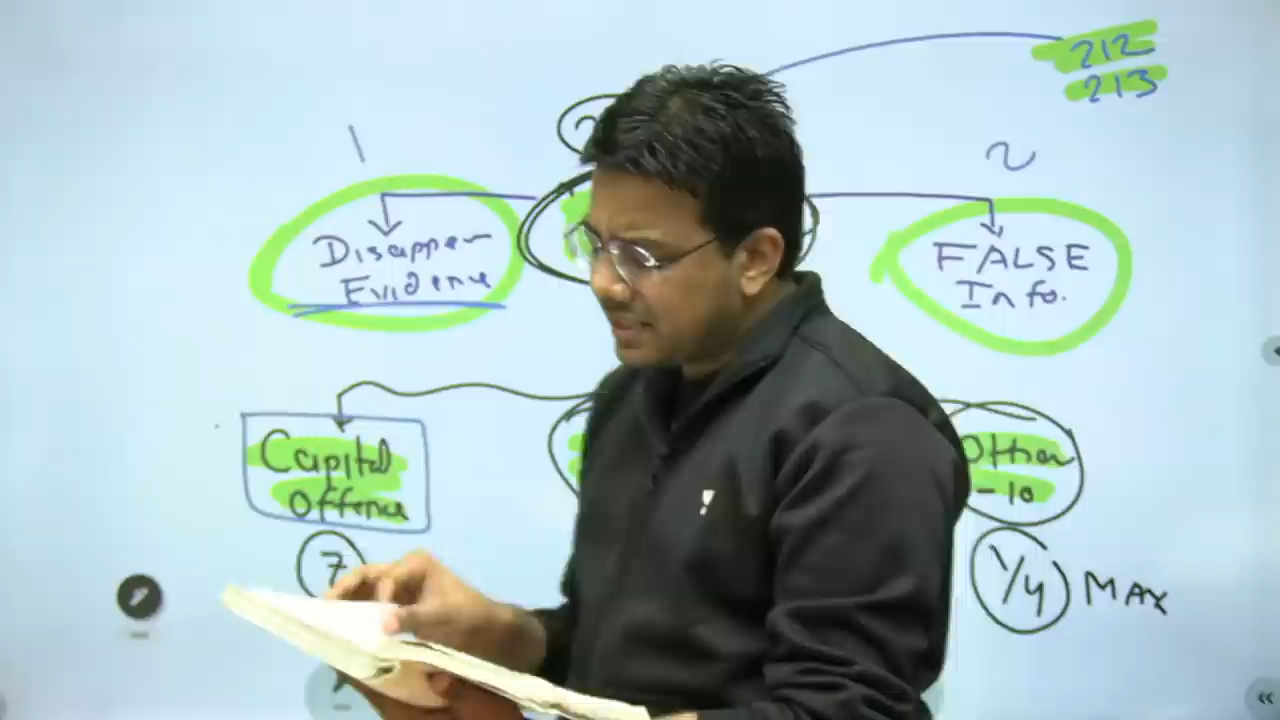 212
213
1
2
Disappear
Evidence
FALSE
Info.
Capital
Offence
Other
-10
7
1/4 MAX